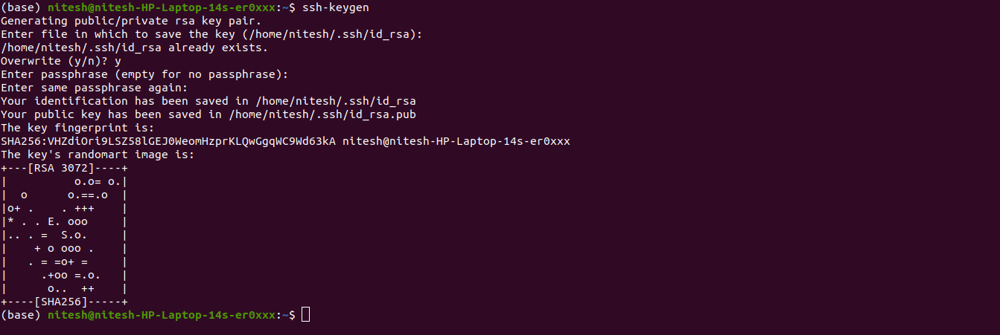 (base) nitesh@nitesh-HP-Laptop-14s-er0xxx:~$ ssh-keygen
Generating public/private rsa key pair.
Enter file in which to save the key (/home/nitesh/.ssh/id_rsa):
/home/nitesh/.ssh/id_rsa already exists.
Overwrite (y/n)? y
Enter passphrase (empty for no passphrase):
Enter same passphrase again:
Your identification has been saved in /home/nitesh/.ssh/id_rsa
Your public key has been saved in /home/nitesh/.ssh/id_rsa.pub
The key fingerprint is:
SHA256:VHZdiOri9LSZ58lGEJ0WeomHzprKLQwGgqWC9Wd63kA nitesh@nitesh-HP-Laptop-14s-er0xxx
The key's randomart image is:
+---[RSA 3072]----+
|          o.o= o.|
|  o      o.==.o  |
|o+ .    . +++    |
|* . . E. ooo     |
|.. . =  S.o.     |
|    + o ooo .    |
|   . = =o+ =     |
|     .+oo =.o.   |
|      o..  ++    |
+----[SHA256]-----+
(base) nitesh@nitesh-HP-Laptop-14s-er0xxx:~$